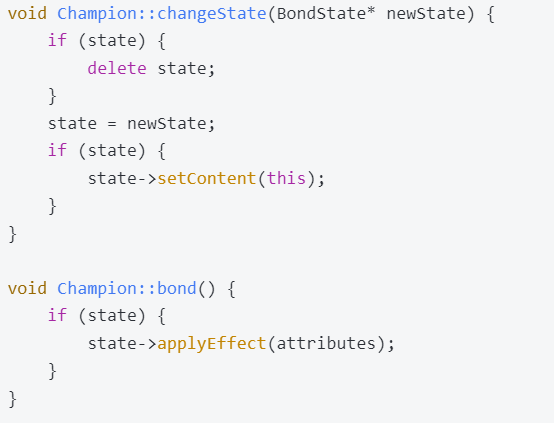 void Champion::changeState(BondState* newState) {
    if (state) {
        delete state;
    }
    state = newState;
    if (state) {
        state->setContent(this);
    }
}

void Champion::bond() {
    if (state) {
        state->applyEffect(attributes);
    }
}